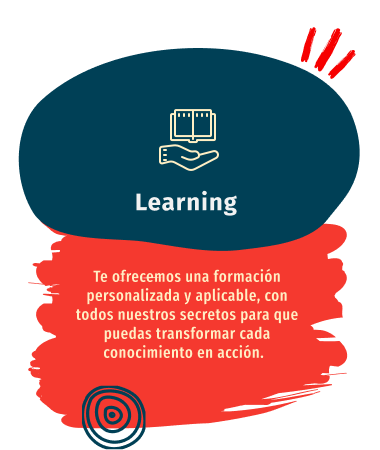 Learning
Te ofrecemos una formación
personalizada y aplicable, con
todos nuestros secretos para que
puedas transformar cada
conocimiento en acción.